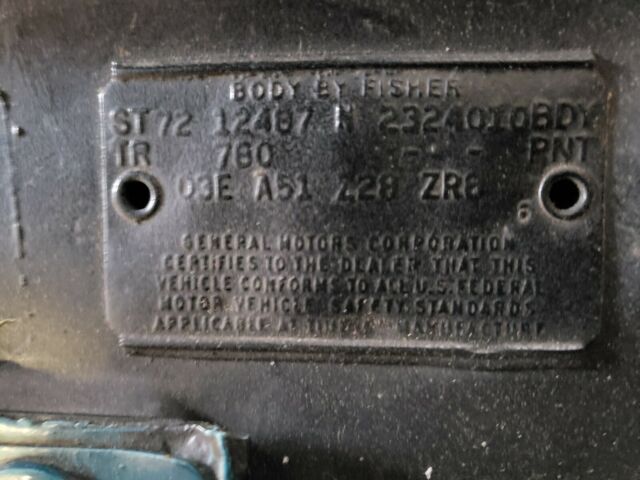 BODY BY FISHER
ST72 12487 N 232401 BDY
TR 780 - - PNT
03E A51 Z28 ZR8
6
GENERAL MOTORS CORPORATION
CERTIFIES TO THE DEALER THAT THIS
VEHICLE CONFORMS TO ALL U.S. FEDERAL
MOTOR VEHICLE SAFETY STANDARDS
APPLICABLE AT TIME OF MANUFACTURE